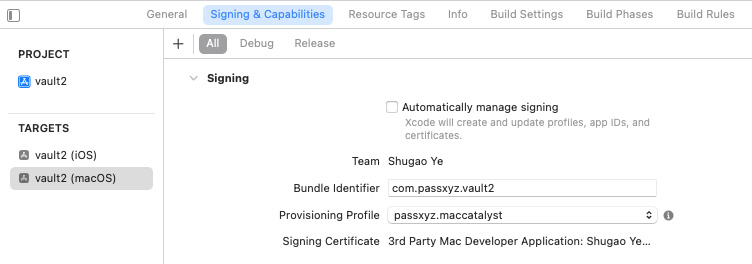 General Signing & Capabilities Resource Tags Info Build Settings Build Phases Build Rules
PROJECT
vault2
TARGETS
vault2 (iOS)
vault2 (macOS)
+ All Debug Release
Signing
Automatically manage signing
Xcode will create and update profiles, app IDs, and
certificates.
Team Shugao Ye
Bundle Identifier com.passxyz.vault2
Provisioning Profile passxyz.maccatalyst
Signing Certificate 3rd Party Mac Developer Application: Shugao Ye...